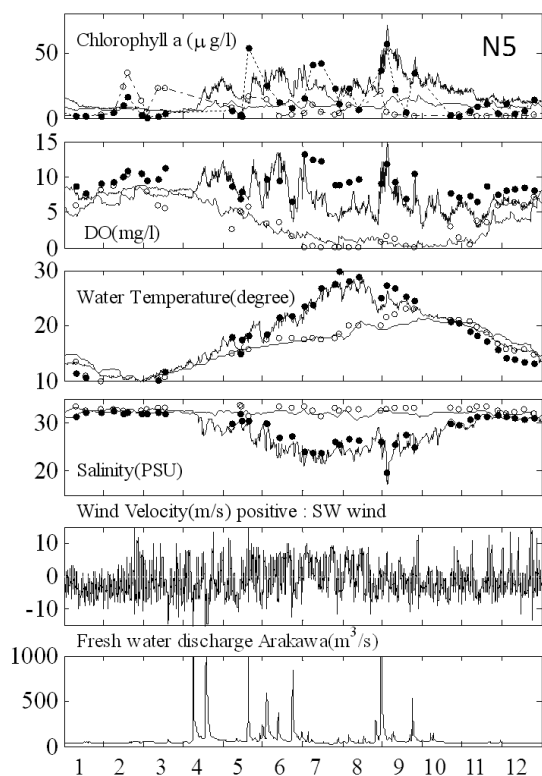 Chlorophyll a (μ g/l)
N5
50
0
15
10
5
0
DO(mg/l)
30
20
10
Water Temperature(degree)
30
20
Salinity(PSU)
Wind Velocity(m/s) positive : SW wind
10
0
-10
Fresh water discharge Arakawa(m³/s)
1000
500
0
1 2 3 4 5 6 7 8 9 10 11 12